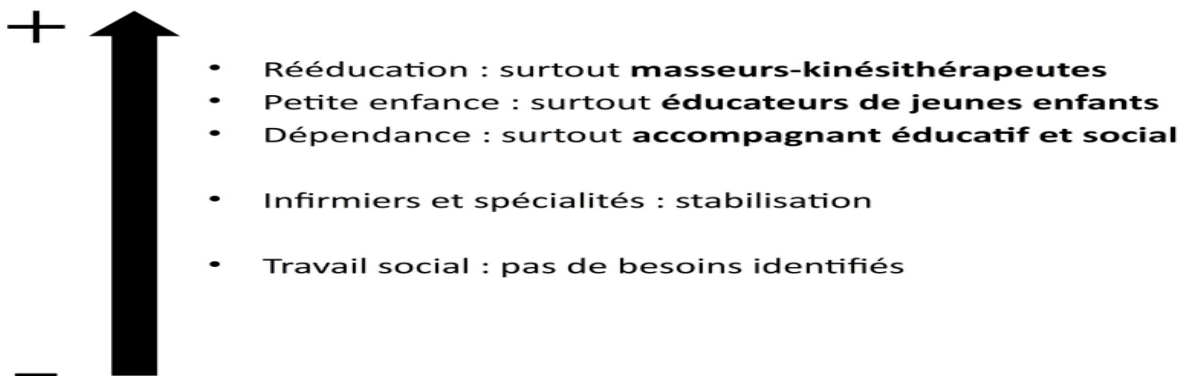 +
• Rééducation : surtout masseurs-kinésithérapeutes
• Petite enfance : surtout éducateurs de jeunes enfants
• Dépendance : surtout accompagnant éducatif et social
• Infirmiers et spécialités : stabilisation
• Travail social : pas de besoins identifiés
-